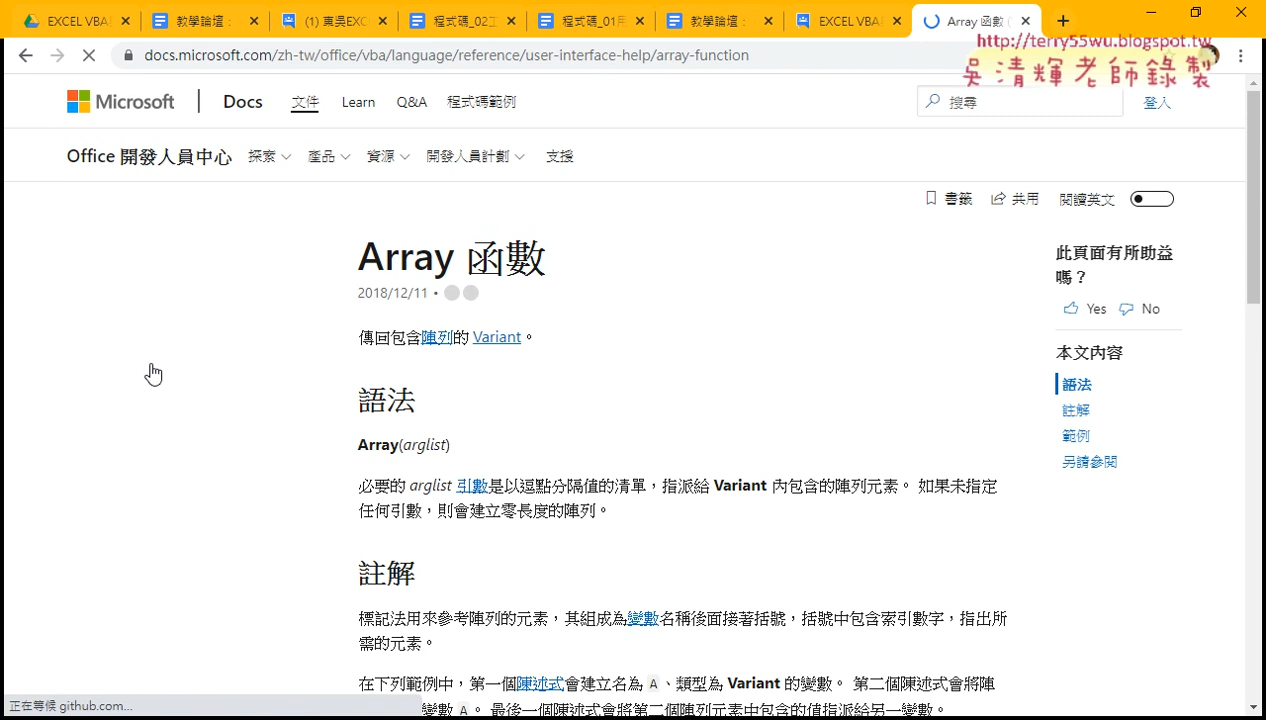 EXCEL VBA
教學論壇：
(1) 東吳EXC
程式碼_02工
程式碼_01用
教學論壇：
EXCEL VBA
Array 函數 (
docs.microsoft.com/zh-tw/office/vba/language/reference/user-interface-help/array-function
http://terry55wu.blogspot.tw
吳清輝老師錄製
Microsoft
Docs
文件
Learn
Q&A
程式碼範例
搜尋
登入
Office 開發人員中心
探索
產品
資源
開發人員計劃
支援
書籤
共用
閱讀英文
Array 函數
2018/12/11 •
傳回包含陣列的 Variant。
語法
Array(arglist)
必要的 arglist 引數是以逗點分隔值的清單，指派給 Variant 內包含的陣列元素。 如果未指定
任何引數，則會建立零長度的陣列。
註解
標記法用來參考陣列的元素，其組成為變數名稱後面接著括號，括號中包含索引數字，指出所
需的元素。
在下列範例中，第一個陳述式會建立名為 A、類型為 Variant 的變數。 第二個陳述式會將陣
變數 A。 最後一個陳述式會將第二個陣列元素中包含的值指派給另一變數。
此頁面有所助益
嗎？
Yes
No
本文內容
語法
註解
範例
另請參閱
正在等候 github.com...